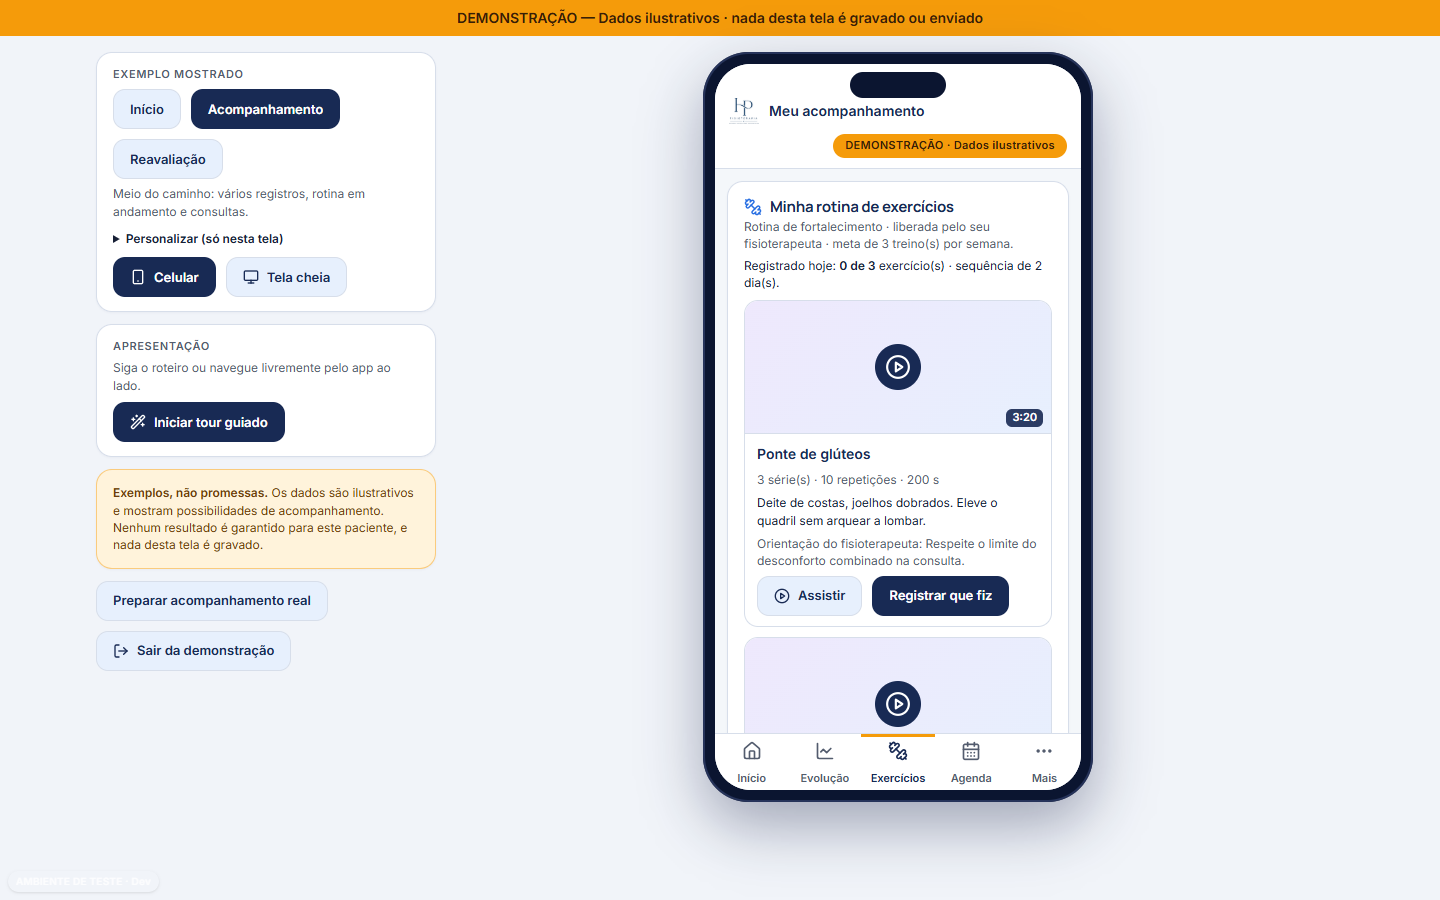 DEMONSTRAÇÃO — Dados ilustrativos · nada desta tela é gravado ou enviado
EXEMPLO MOSTRADO
Início
Acompanhamento
Reavaliação
Meio do caminho: vários registros, rotina em
andamento e consultas.
Personalizar (só nesta tela)
Celular
Tela cheia
APRESENTAÇÃO
Siga o roteiro ou navegue livremente pelo app ao
lado.
Iniciar tour guiado
Exemplos, não promessas. Os dados são ilustrativos
e mostram possibilidades de acompanhamento.
Nenhum resultado é garantido para este paciente, e
nada desta tela é gravado.
Preparar acompanhamento real
Sair da demonstração
AMBIENTE DE TESTE · Dev
hp
Meu acompanhamento
DEMONSTRAÇÃO · Dados ilustrativos
Minha rotina de exercícios
Rotina de fortalecimento · liberada pelo seu
fisioterapeuta · meta de 3 treino(s) por semana.
Registrado hoje: 0 de 3 exercício(s) · sequência de 2
dia(s).
3:20
Ponte de glúteos
3 série(s) · 10 repetições · 200 s
Deite de costas, joelhos dobrados. Eleve o
quadril sem arquear a lombar.
Orientação do fisioterapeuta: Respeite o limite do
desconforto combinado na consulta.
Assistir
Registrar que fiz
Início
Evolução
Exercícios
Agenda
Mais